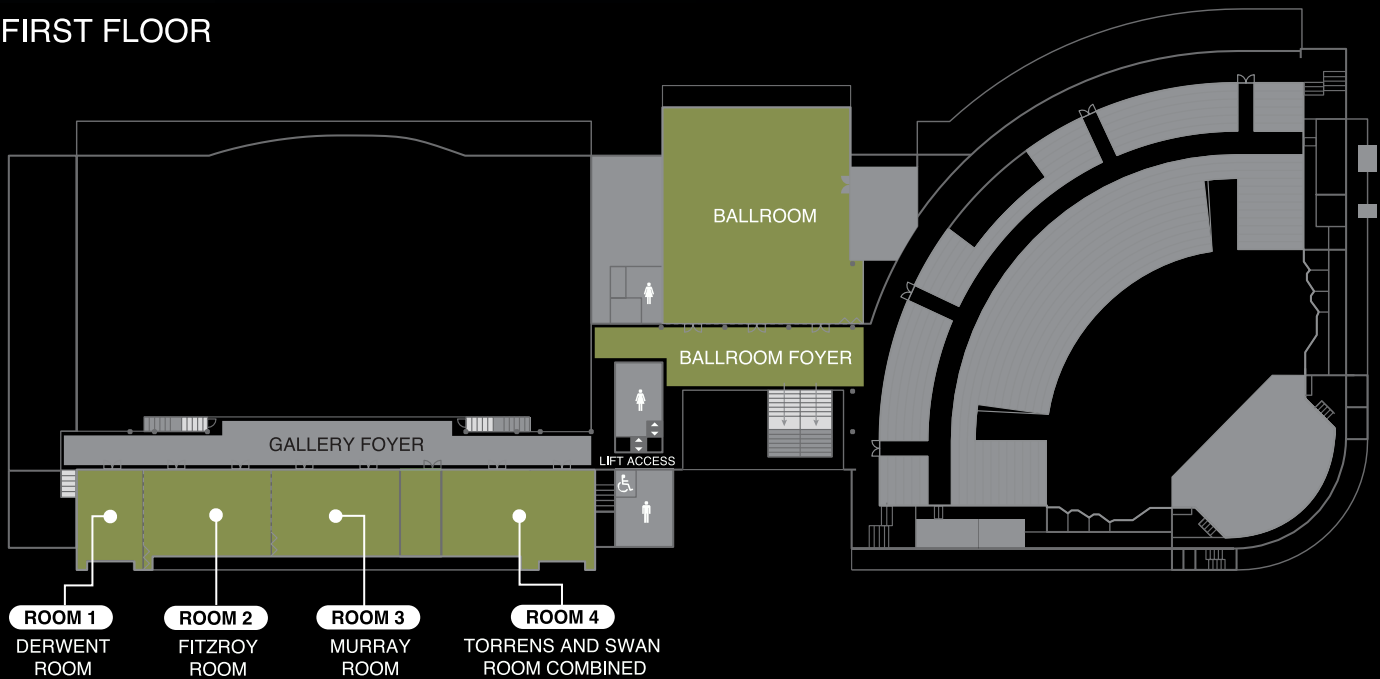 FIRST FLOOR
BALLROOM
BALLROOM FOYER
GALLERY FOYER
LIFT ACCESS
ROOM 1
DERWENT
ROOM
ROOM 2
FITZROY
ROOM
ROOM 3
MURRAY
ROOM
ROOM 4
TORRENS AND SWAN
ROOM COMBINED